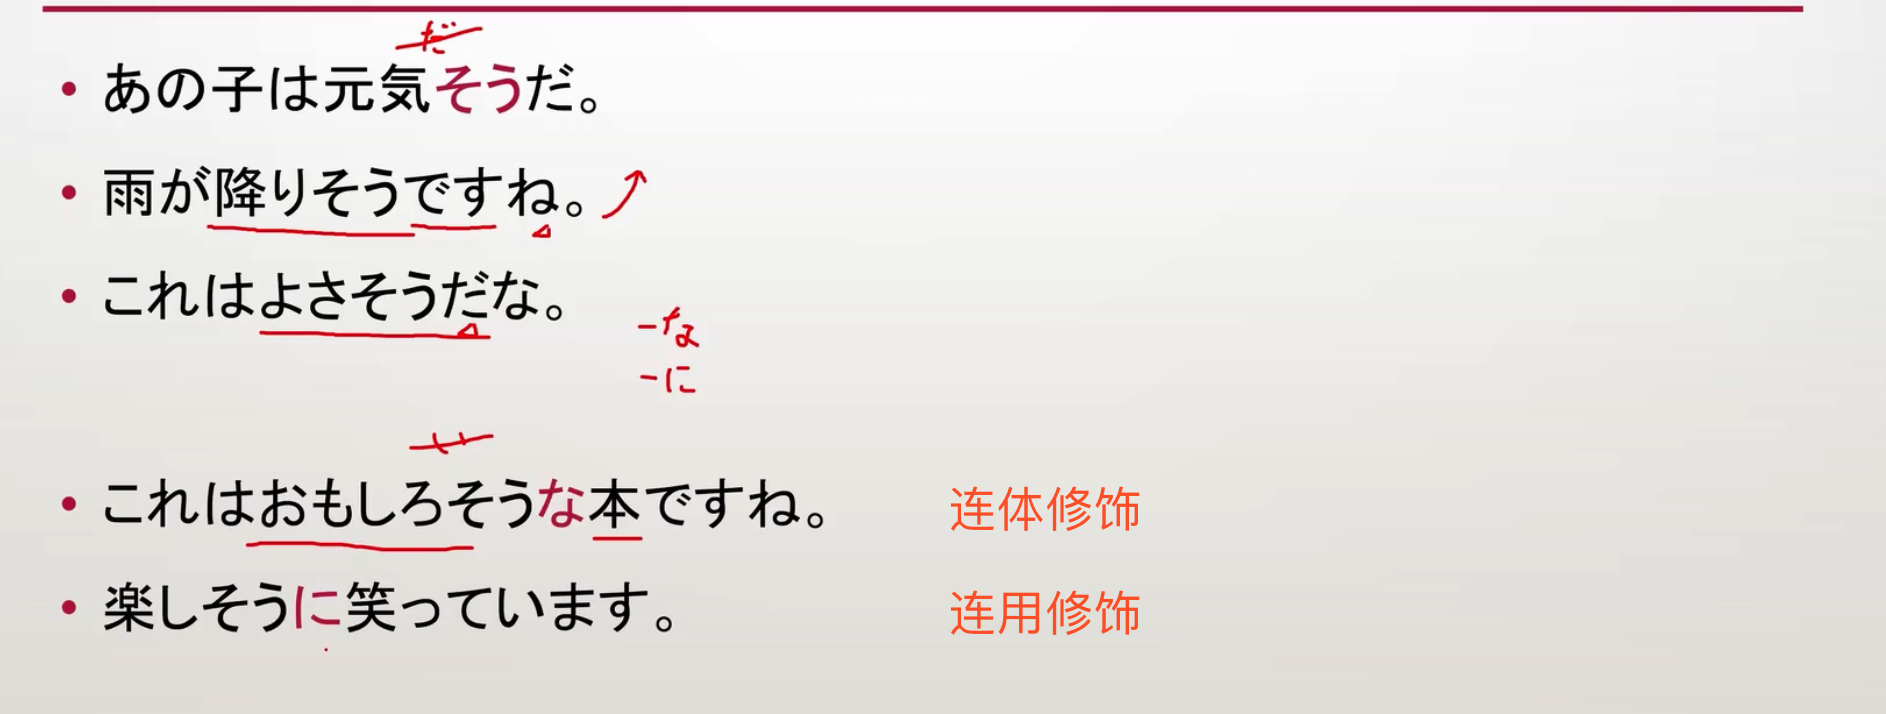 だ
• あの子は元気そうだ。
• 雨が降りそうですね。
• これはよさそうだな。
-な
-に
い
• これはおもしろそうな本ですね。 连体修饰
• 楽しそうに笑っています。 连用修饰